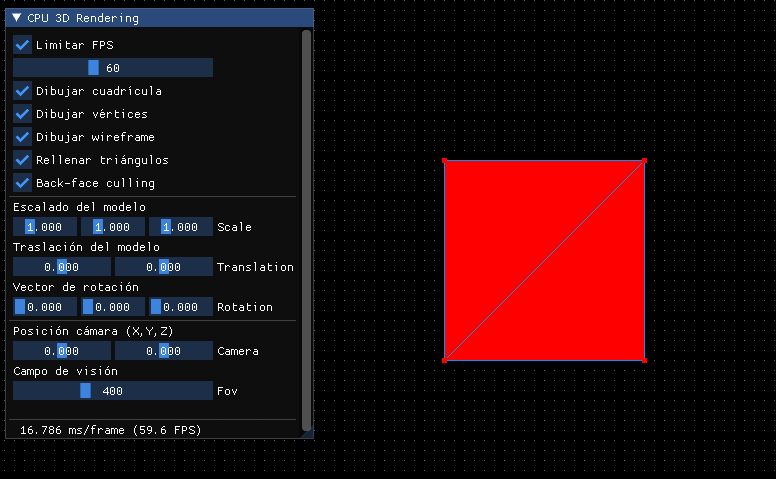 CPU 3D Rendering
Limitar FPS
60
Dibujar cuadrícula
Dibujar vértices
Dibujar wireframe
Rellenar triángulos
Back-face culling
Escalado del modelo
1.000 1.000 1.000 Scale
Traslación del modelo
0.000 0.000 Translation
Vector de rotación
0.000 0.000 0.000 Rotation
Posición cámara (X,Y,Z)
0.000 0.000 Camera
Campo de visión
400 Fov
16.786 ms/frame (59.6 FPS)